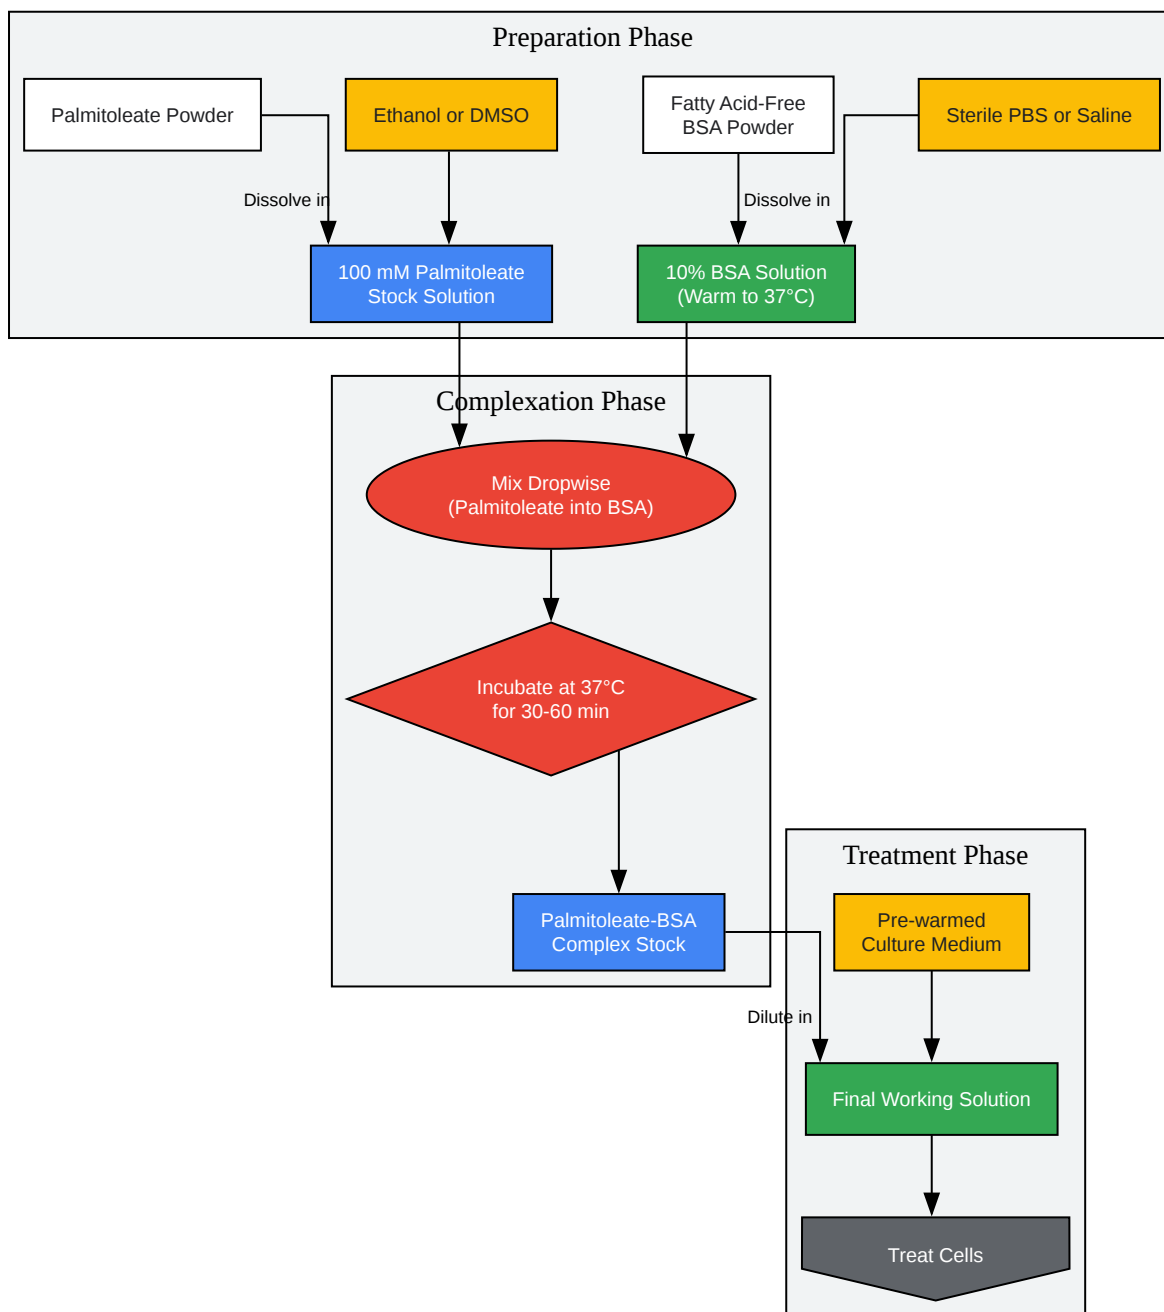 Preparation Phase
Palmitoleate Powder
Ethanol or DMSO
Fatty Acid-Free
BSA Powder
Sterile PBS or Saline
Dissolve in
Dissolve in
100 mM Palmitoleate
Stock Solution
10% BSA Solution
(Warm to 37°C)
Complexation Phase
Mix Dropwise
(Palmitoleate into BSA)
Incubate at 37°C
for 30-60 min
Palmitoleate-BSA
Complex Stock
Treatment Phase
Pre-warmed
Culture Medium
Dilute in
Final Working Solution
Treat Cells